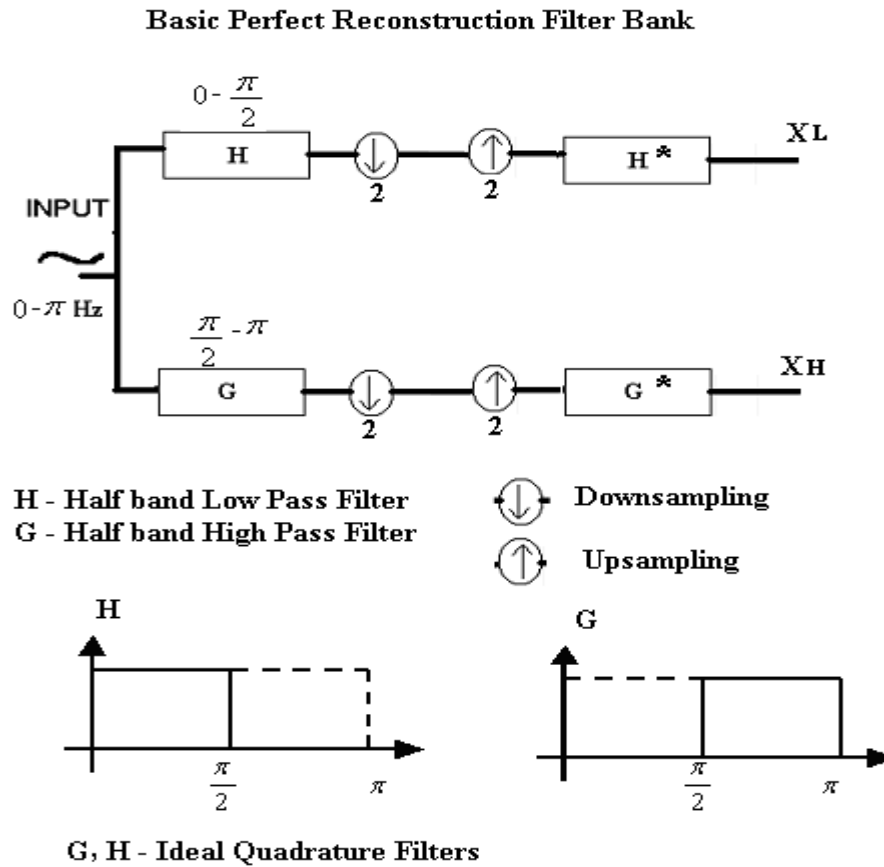 Basic Perfect Reconstruction Filter Bank
0 - π/2
H
2
2
H*
XL
INPUT
0 - π Hz
π/2 - π
G
2
2
G*
XH
H - Half band Low Pass Filter
G - Half band High Pass Filter
Downsampling
Upsampling
H
π/2
π
G
π/2
π
G, H - Ideal Quadrature Filters